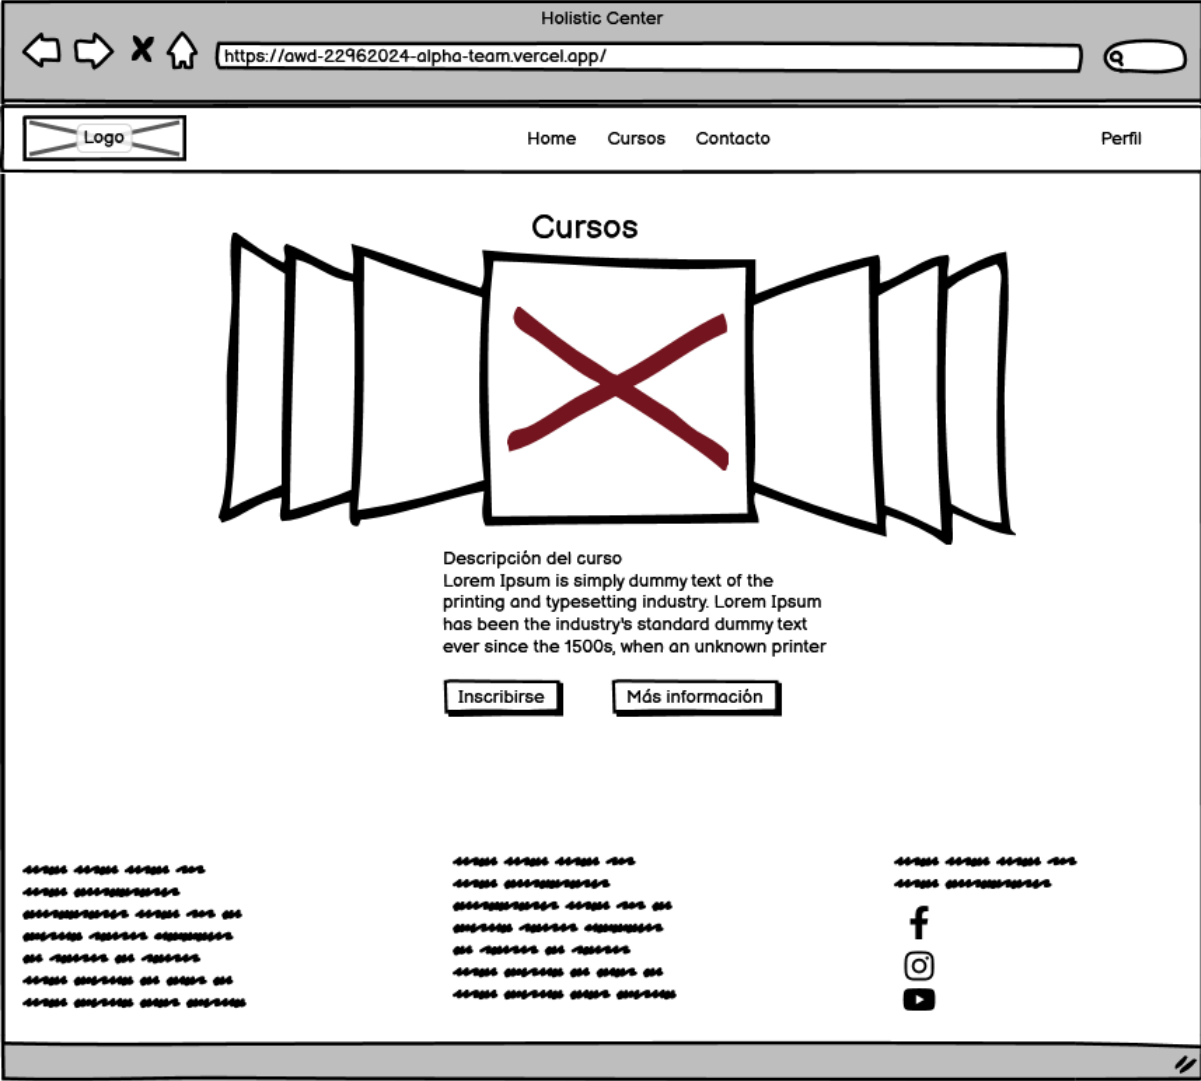 Holistic Center
https://awd-22962024-alpha-team.vercel.app/
Logo
Home
Cursos
Contacto
Perfil
Cursos
Descripción del curso
Lorem Ipsum is simply dummy text of the
printing and typesetting industry. Lorem Ipsum
has been the industry's standard dummy text
ever since the 1500s, when an unknown printer
Inscribirse
Más información